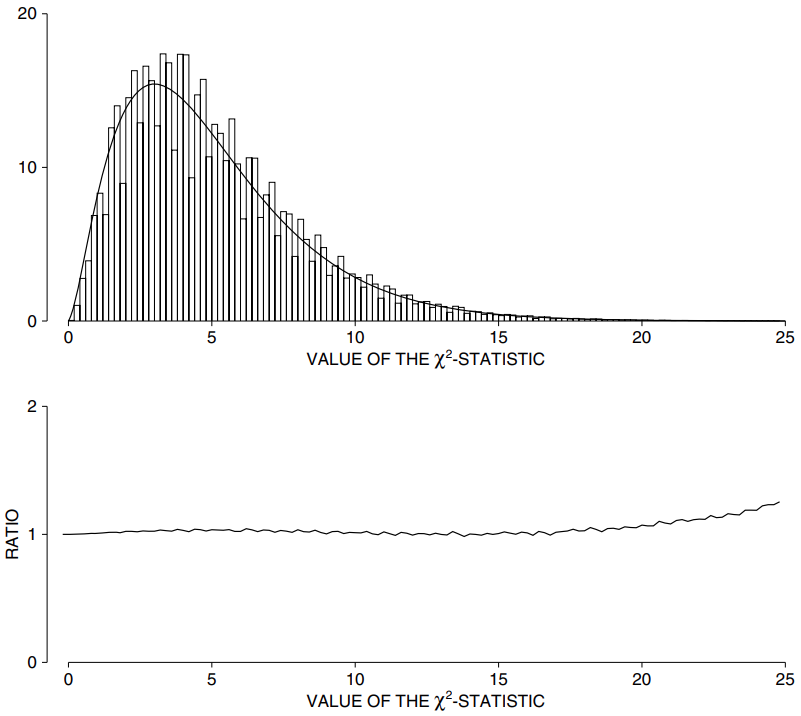 20
10
0
0 5 10 15 20 25
VALUE OF THE χ²-STATISTIC
2
1
0
RATIO
0 5 10 15 20 25
VALUE OF THE χ²-STATISTIC